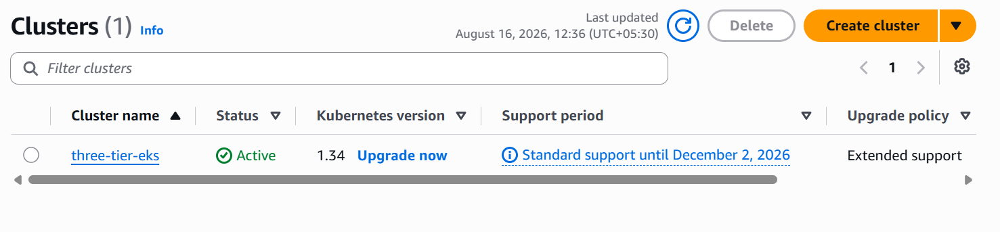 Clusters (1) Info
Last updated
August 16, 2026, 12:36 (UTC+05:30)
Delete
Create cluster
Filter clusters
1
Cluster name Status Kubernetes version Support period Upgrade policy
three-tier-eks Active 1.34 Upgrade now Standard support until December 2, 2026 Extended support